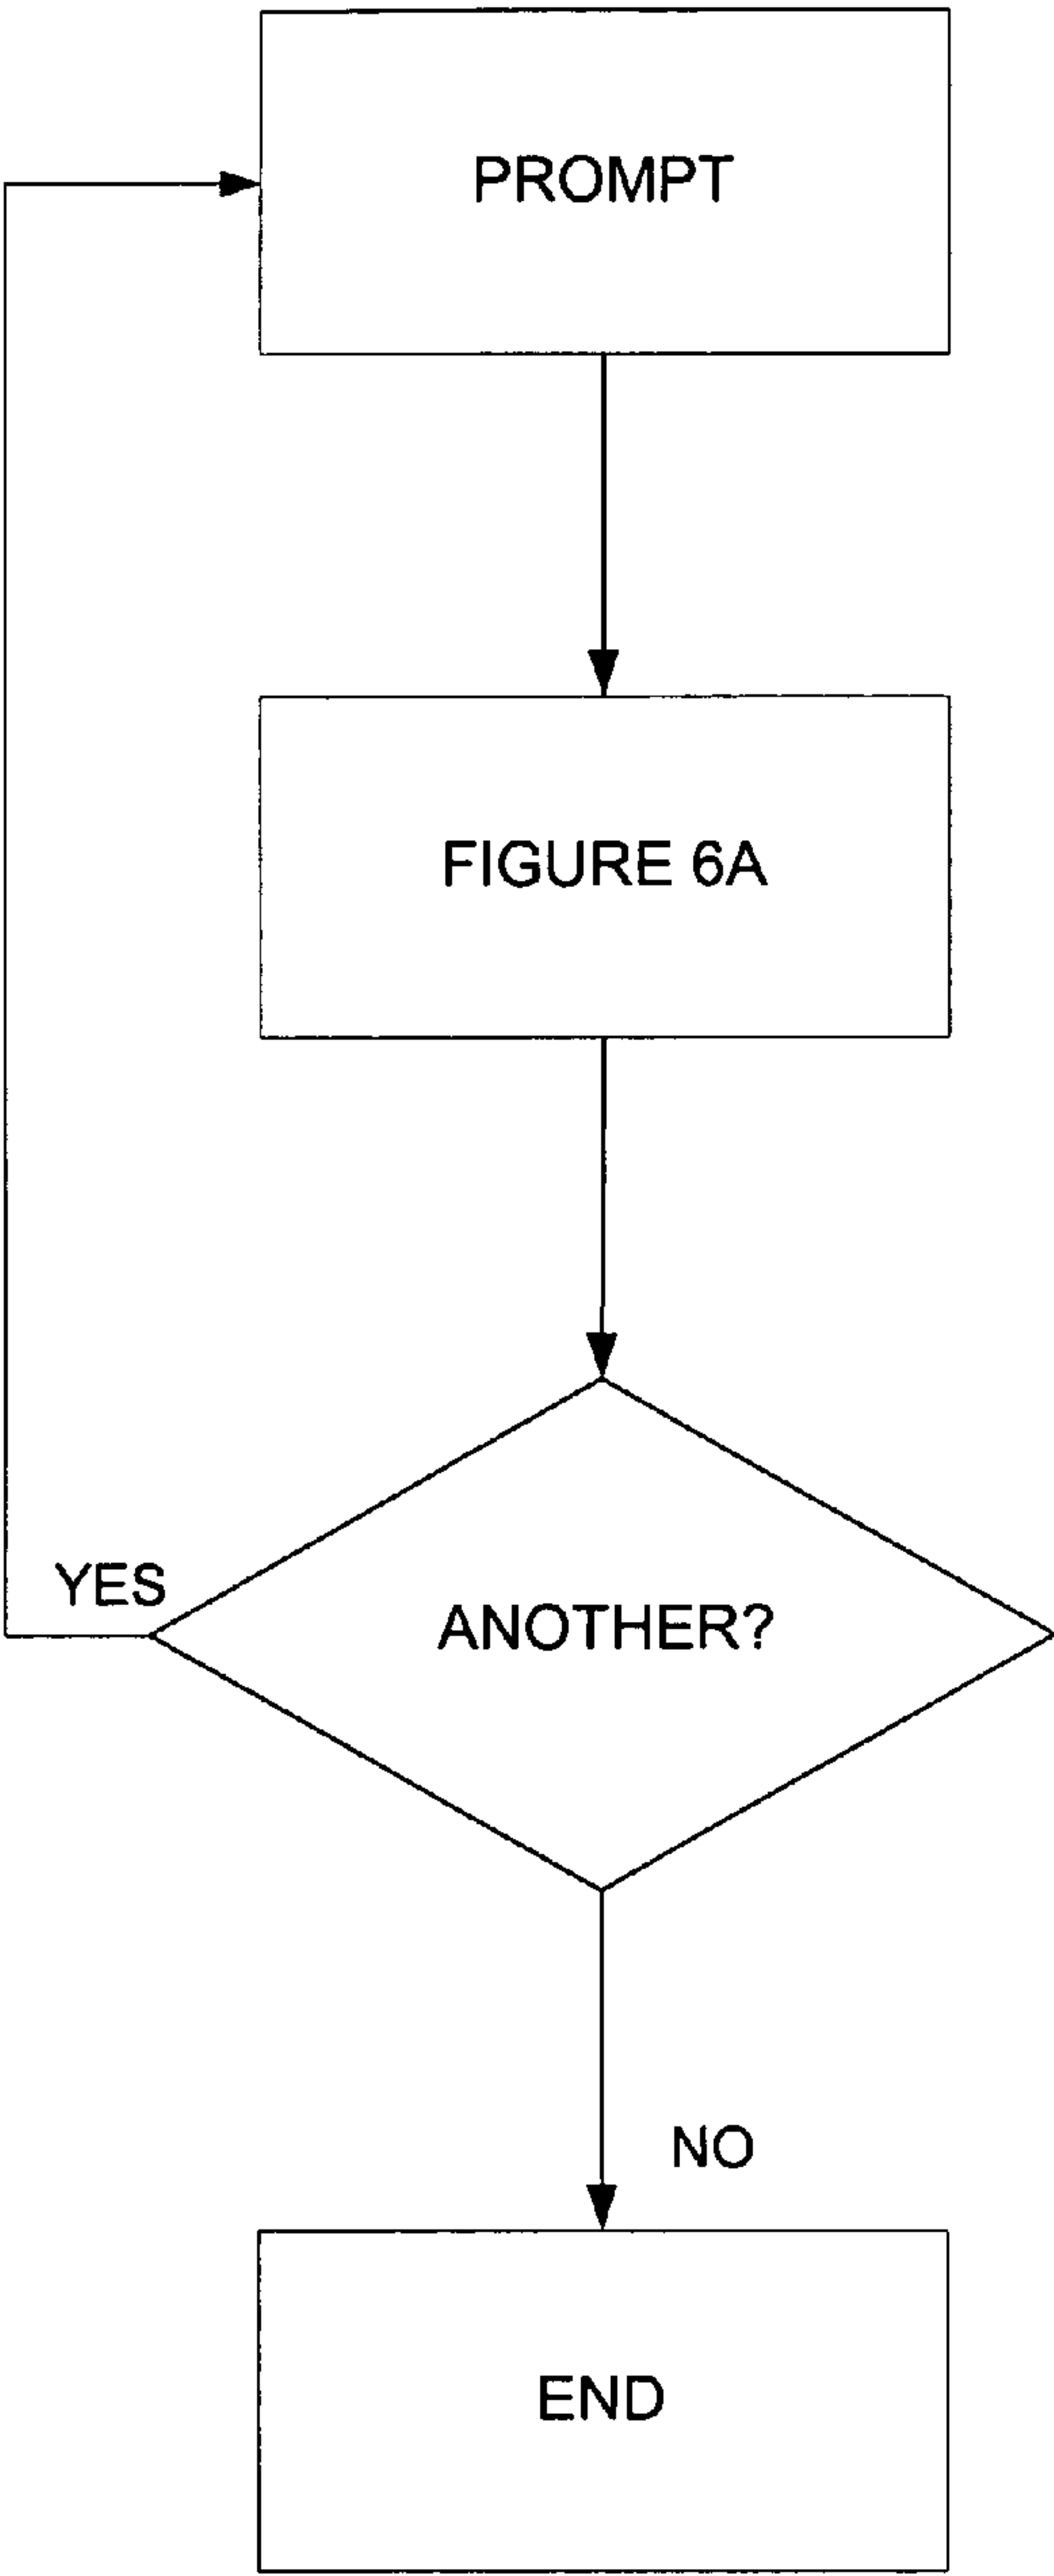 PROMPT
FIGURE 6A
YES
ANOTHER?
NO
END